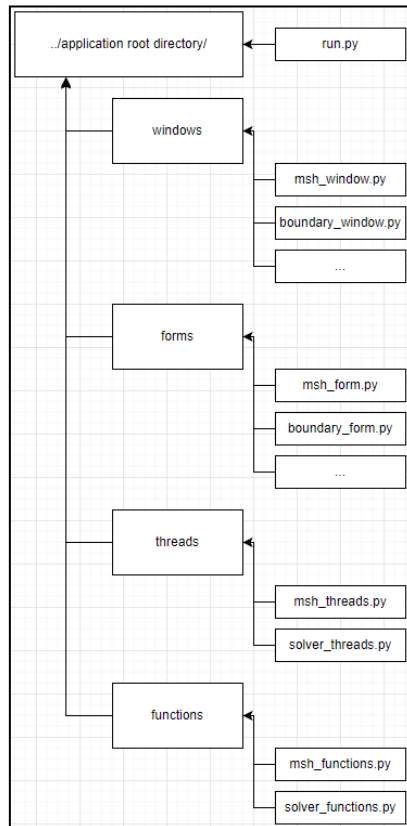 ../application root directory/
run.py
windows
msh_window.py
boundary_window.py
...
forms
msh_form.py
boundary_form.py
...
threads
msh_threads.py
solver_threads.py
functions
msh_functions.py
solver_functions.py